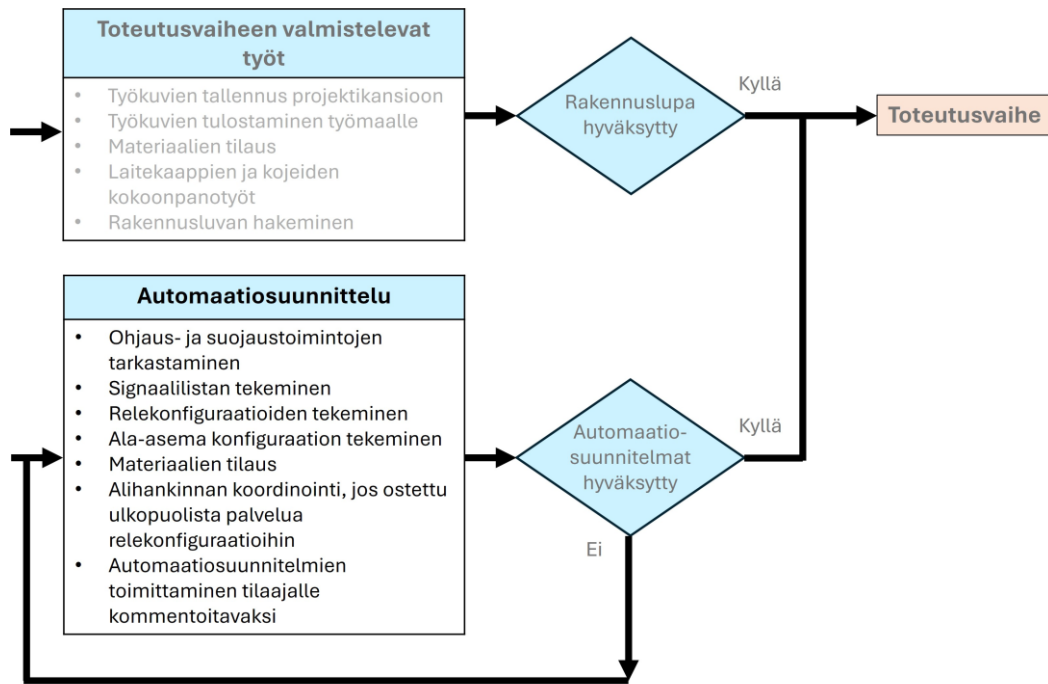 Toteutusvaiheen valmistelevat
työt
• Työkuvien tallennus projektikansioon
• Työkuvien tulostaminen työmaalle
• Materiaalien tilaus
• Laitekaappien ja kojeiden
kokoonpanotyöt
• Rakennusluvan hakeminen
Rakennuslupa
hyväksytty
Kyllä
Toteutusvaihe
Automaatiosuunnittelu
• Ohjaus- ja suojaustoimintojen
tarkastaminen
• Signaalilistan tekeminen
• Relekonfiguraatioiden tekeminen
• Ala-asema konfiguraation tekeminen
• Materiaalien tilaus
• Alihankinnan koordinointi, jos ostettu
ulkopuolista palvelua
relekonfiguraatioihin
• Automaatiosuunnitelmien
toimittaminen tilaajalle
kommentoitavaksi
Automaatio-
suunnitelmat
hyväksytty
Kyllä
Ei